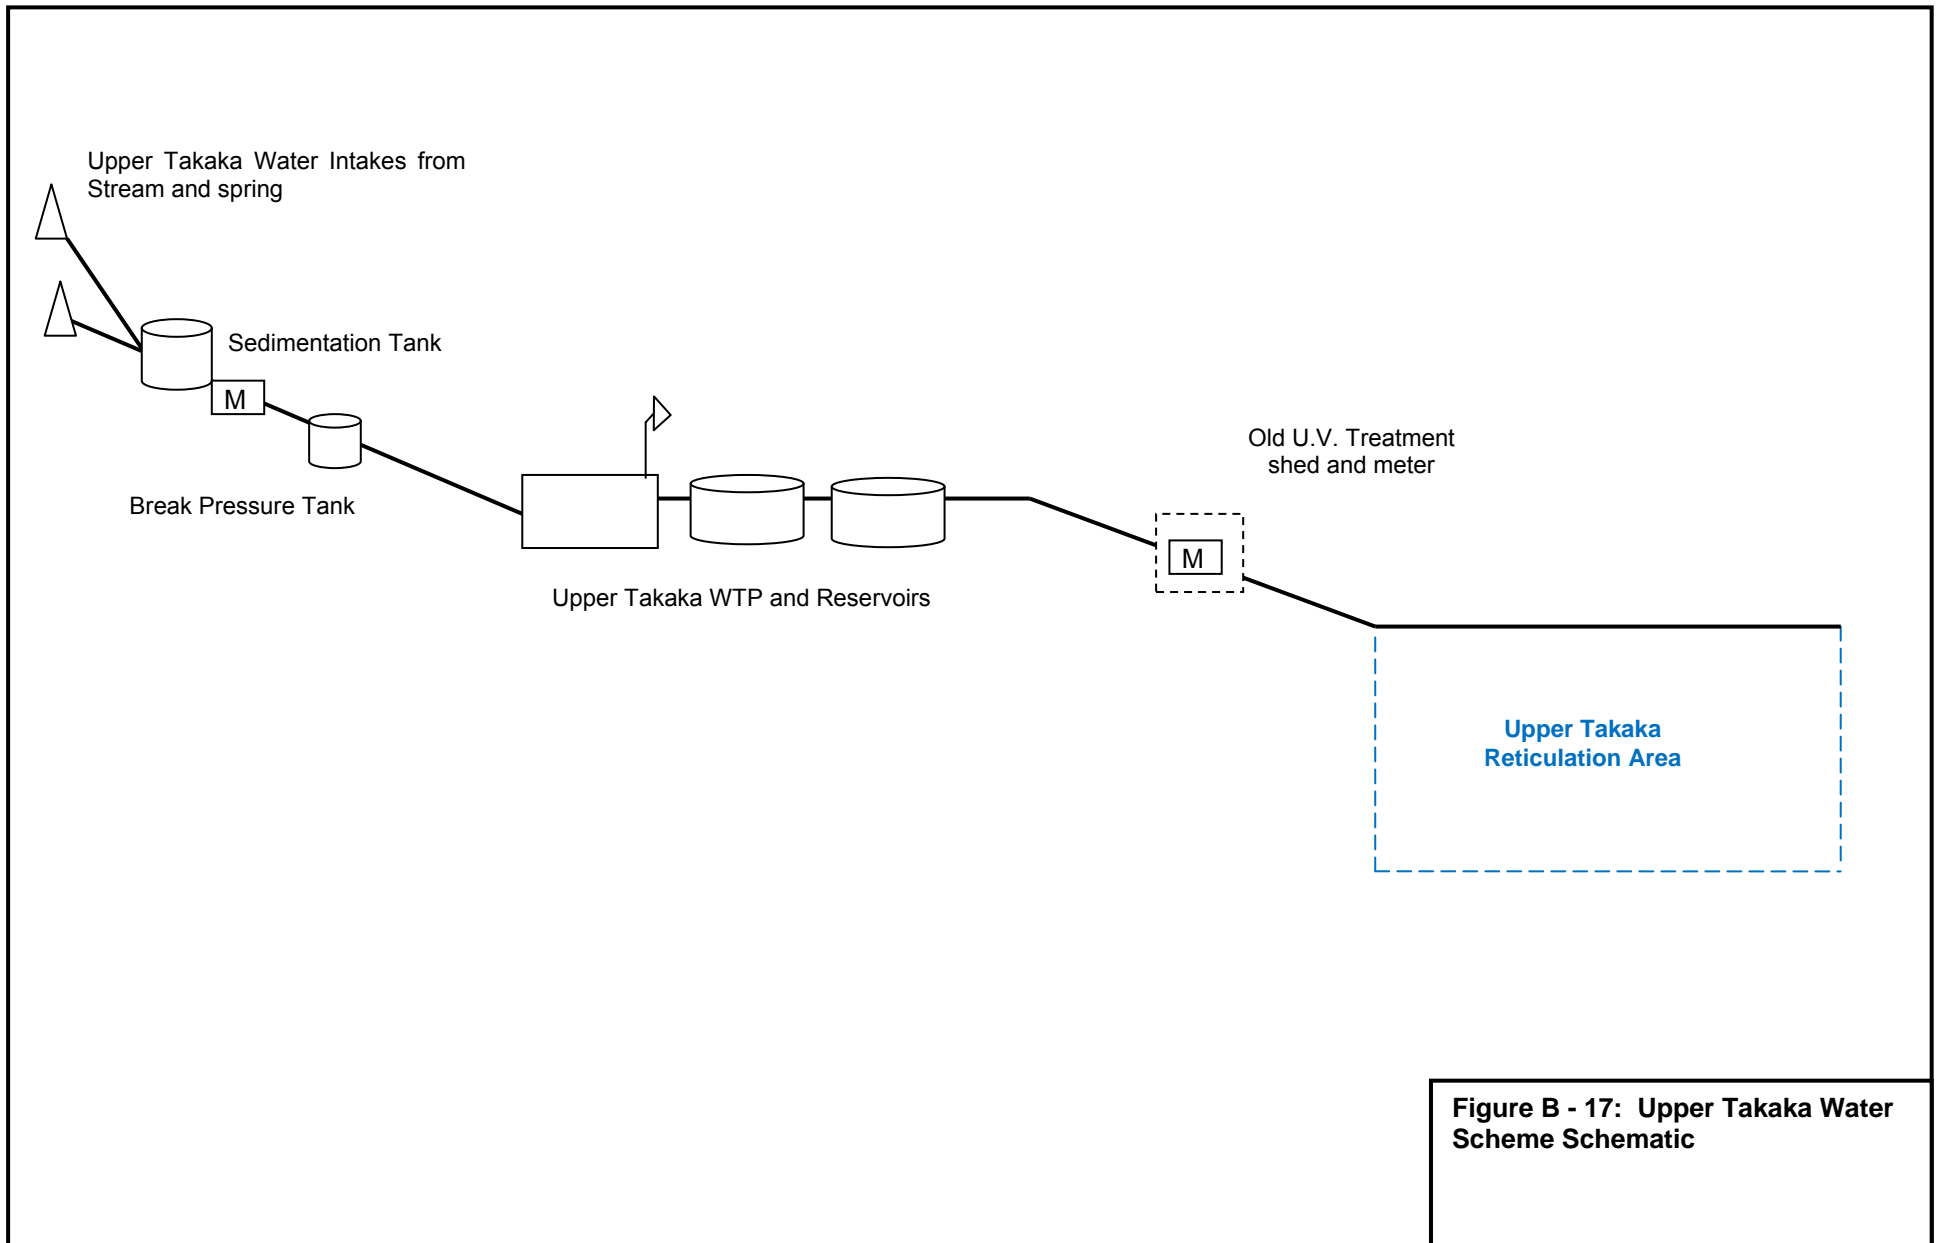 Upper Takaka Water Intakes from
Stream and spring
Sedimentation Tank
M
Break Pressure Tank
Upper Takaka WTP and Reservoirs
Old U.V. Treatment
shed and meter
M
Upper Takaka
Reticulation Area
Figure B - 17: Upper Takaka Water
Scheme Schematic